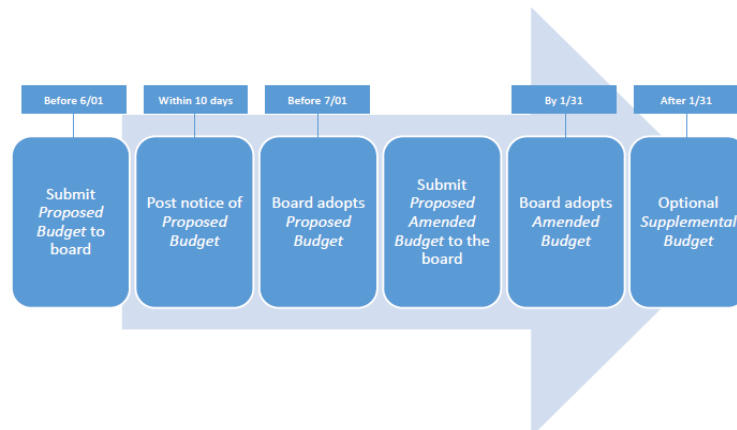 Before 6/01
Within 10 days
Before 7/01
By 1/31
After 1/31
Submit
Proposed
Budget to
board
Post notice of
Proposed
Budget
Board adopts
Proposed
Budget
Submit
Proposed
Amended
Budget to the
board
Board adopts
Amended
Budget
Optional
Supplemental
Budget